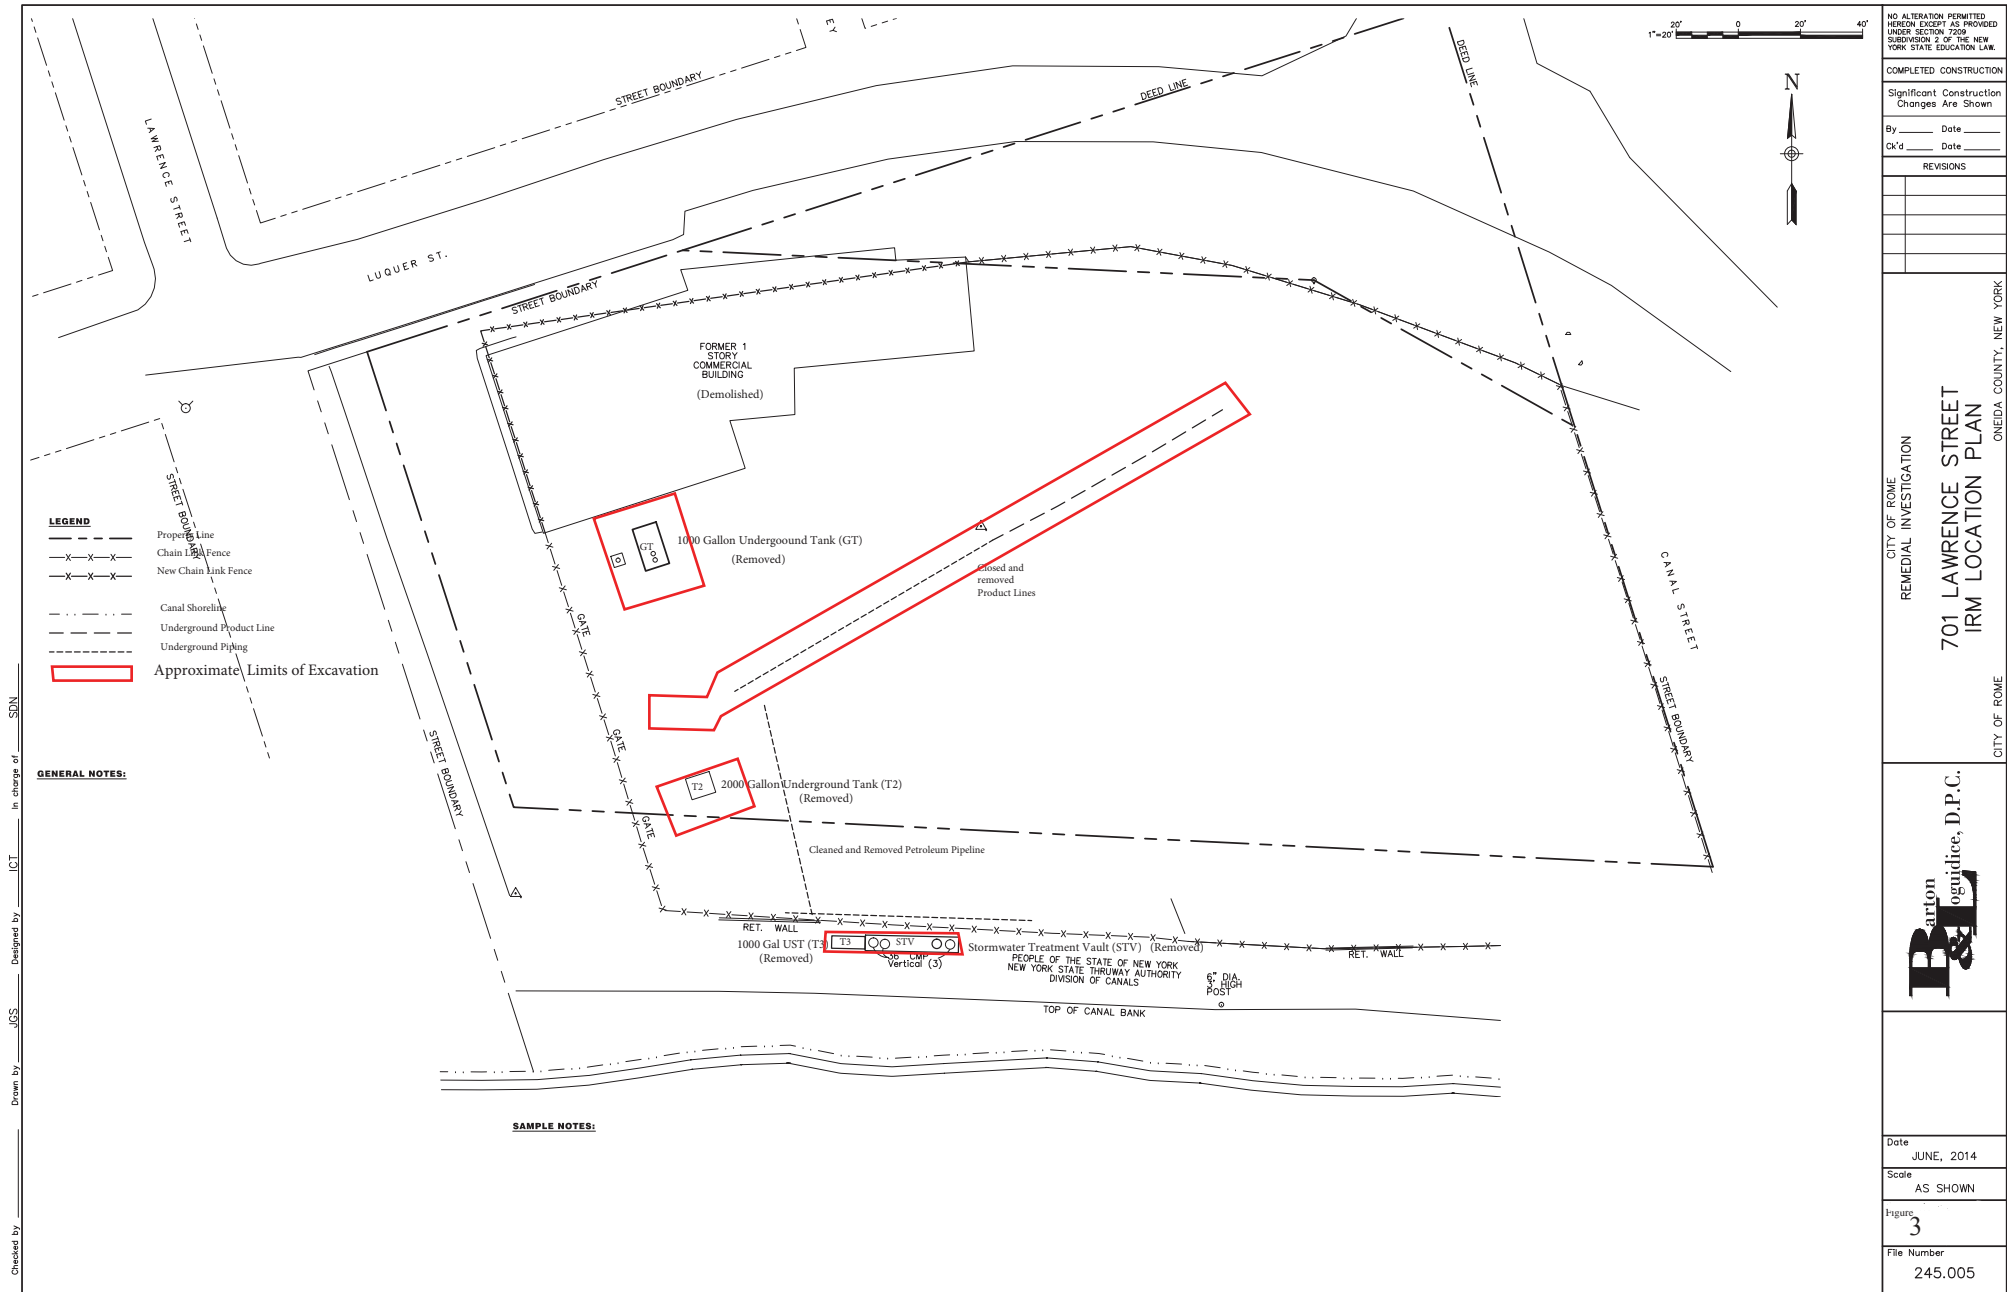 EY
20'
0
20'
40'
1"=20'
N
STREET BOUNDARY
DEED LINE
DEED LINE
LAWRENCE STREET
LUQUER ST.
STREET BOUNDARY
FORMER 1
STORY
COMMERCIAL
BUILDING
(Demolished)
STREET BOUNDARY
LEGEND
Property Line
Chain Link Fence
New Chain Link Fence
Canal Shoreline
Underground Product Line
Underground Piping
Approximate Limits of Excavation
GENERAL NOTES:
GT
1000 Gallon Undergoound Tank (GT)
(Removed)
Closed and
removed
Product Lines
GATE
GATE
GATE
CANAL STREET
STREET BOUNDARY
STREET BOUNDARY
T2
2000 Gallon Underground Tank (T2)
(Removed)
Cleaned and Removed Petroleum Pipeline
RET. WALL
1000 Gal UST (T3)
(Removed)
T3
STV
36" CMP
Vertical (3)
Stormwater Treatment Vault (STV) (Removed)
PEOPLE OF THE STATE OF NEW YORK
NEW YORK STATE THRUWAY AUTHORITY
DIVISION OF CANALS
6" DIA.
3' HIGH
POST
RET. WALL
TOP OF CANAL BANK
SAMPLE NOTES:
SDN
In charge of
ICT
Designed by
JGS
Drawn by
Checked by
NO ALTERATION PERMITTED
HEREON EXCEPT AS PROVIDED
UNDER SECTION 7209
SUBDIVISION 2 OF THE NEW
YORK STATE EDUCATION LAW.
COMPLETED CONSTRUCTION
Significant Construction
Changes Are Shown
By Date
Ck'd Date
REVISIONS
CITY OF ROME
REMEDIAL INVESTIGATION
701 LAWRENCE STREET
IRM LOCATION PLAN
ONEIDA COUNTY, NEW YORK
CITY OF ROME
Barton
& Loguidice, D.P.C.
Date
JUNE, 2014
Scale
AS SHOWN
Figure
3
File Number
245.005